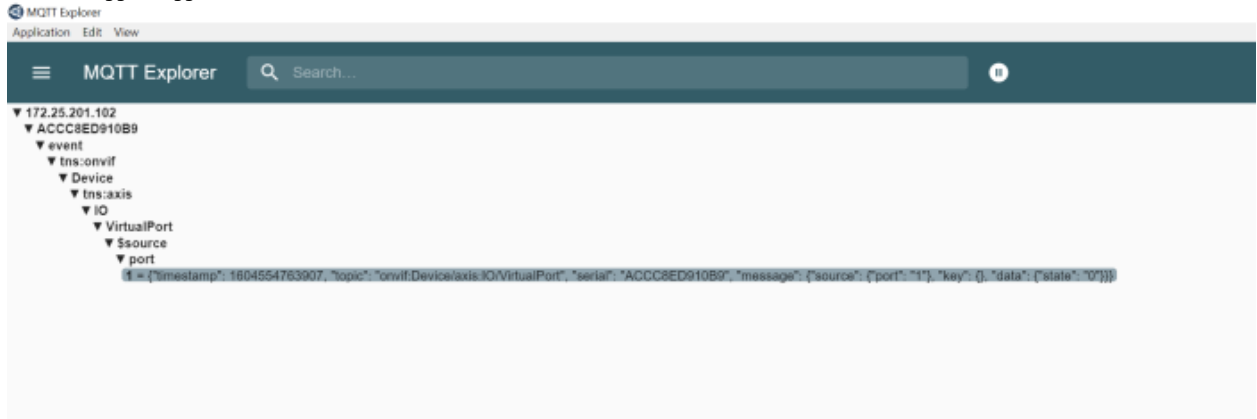 MQTT Explorer
Application Edit View
MQTT Explorer Search...
▼ 172.25.201.102
▼ ACCC8ED910B9
▼ event
▼ tns:onvif
▼ Device
▼ tns:axis
▼ IO
▼ VirtualPort
▼ $source
▼ port
1 = {"timestamp": 1604554763907, "topic": "onvif:Device/axis:IO/VirtualPort", "serial": "ACCC8ED910B9", "message": {"source": {"port": "1"}, "key": {}, "data": {"state": "0"}}}